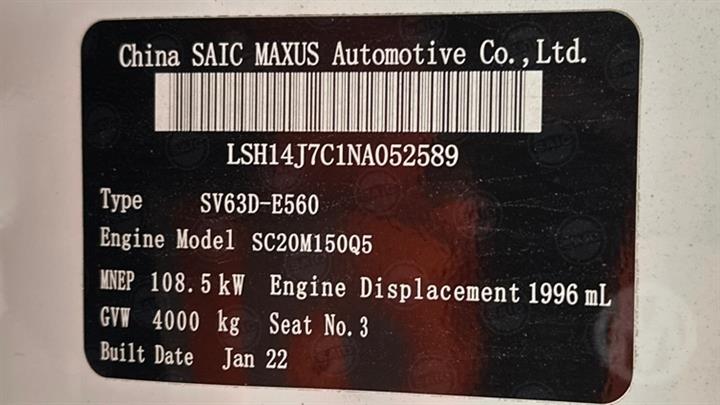 China SAIC MAXUS Automotive Co.,Ltd.
LSH14J7C1NA052589
Type SV63D-E560
Engine Model SC20M150Q5
MNEP 108.5 kW Engine Displacement 1996 mL
GVW 4000 kg Seat No.3
Built Date Jan 22